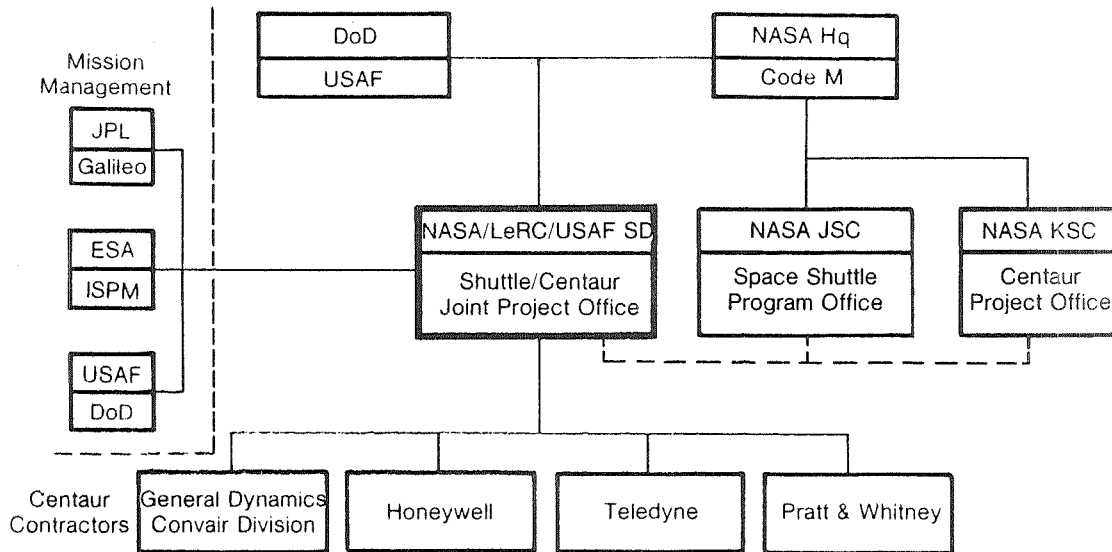 DoD
USAF
NASA Hq
Code M
Mission
Management
JPL
Galileo
ESA
ISPM
USAF
DoD
NASA/LeRC/USAF SD
Shuttle/Centaur
Joint Project Office
NASA JSC
Space Shuttle
Program Office
NASA KSC
Centaur
Project Office
Centaur
Contractors
General Dynamics
Convair Division
Honeywell
Teledyne
Pratt & Whitney